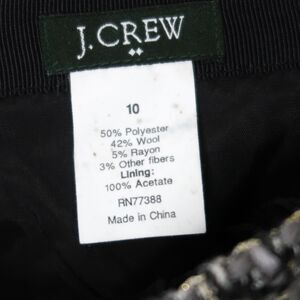 J.CREW
10
50% Polyester
42% Wool
5% Rayon
3% Other fibers
Lining:
100% Acetate
RN77388
Made in China